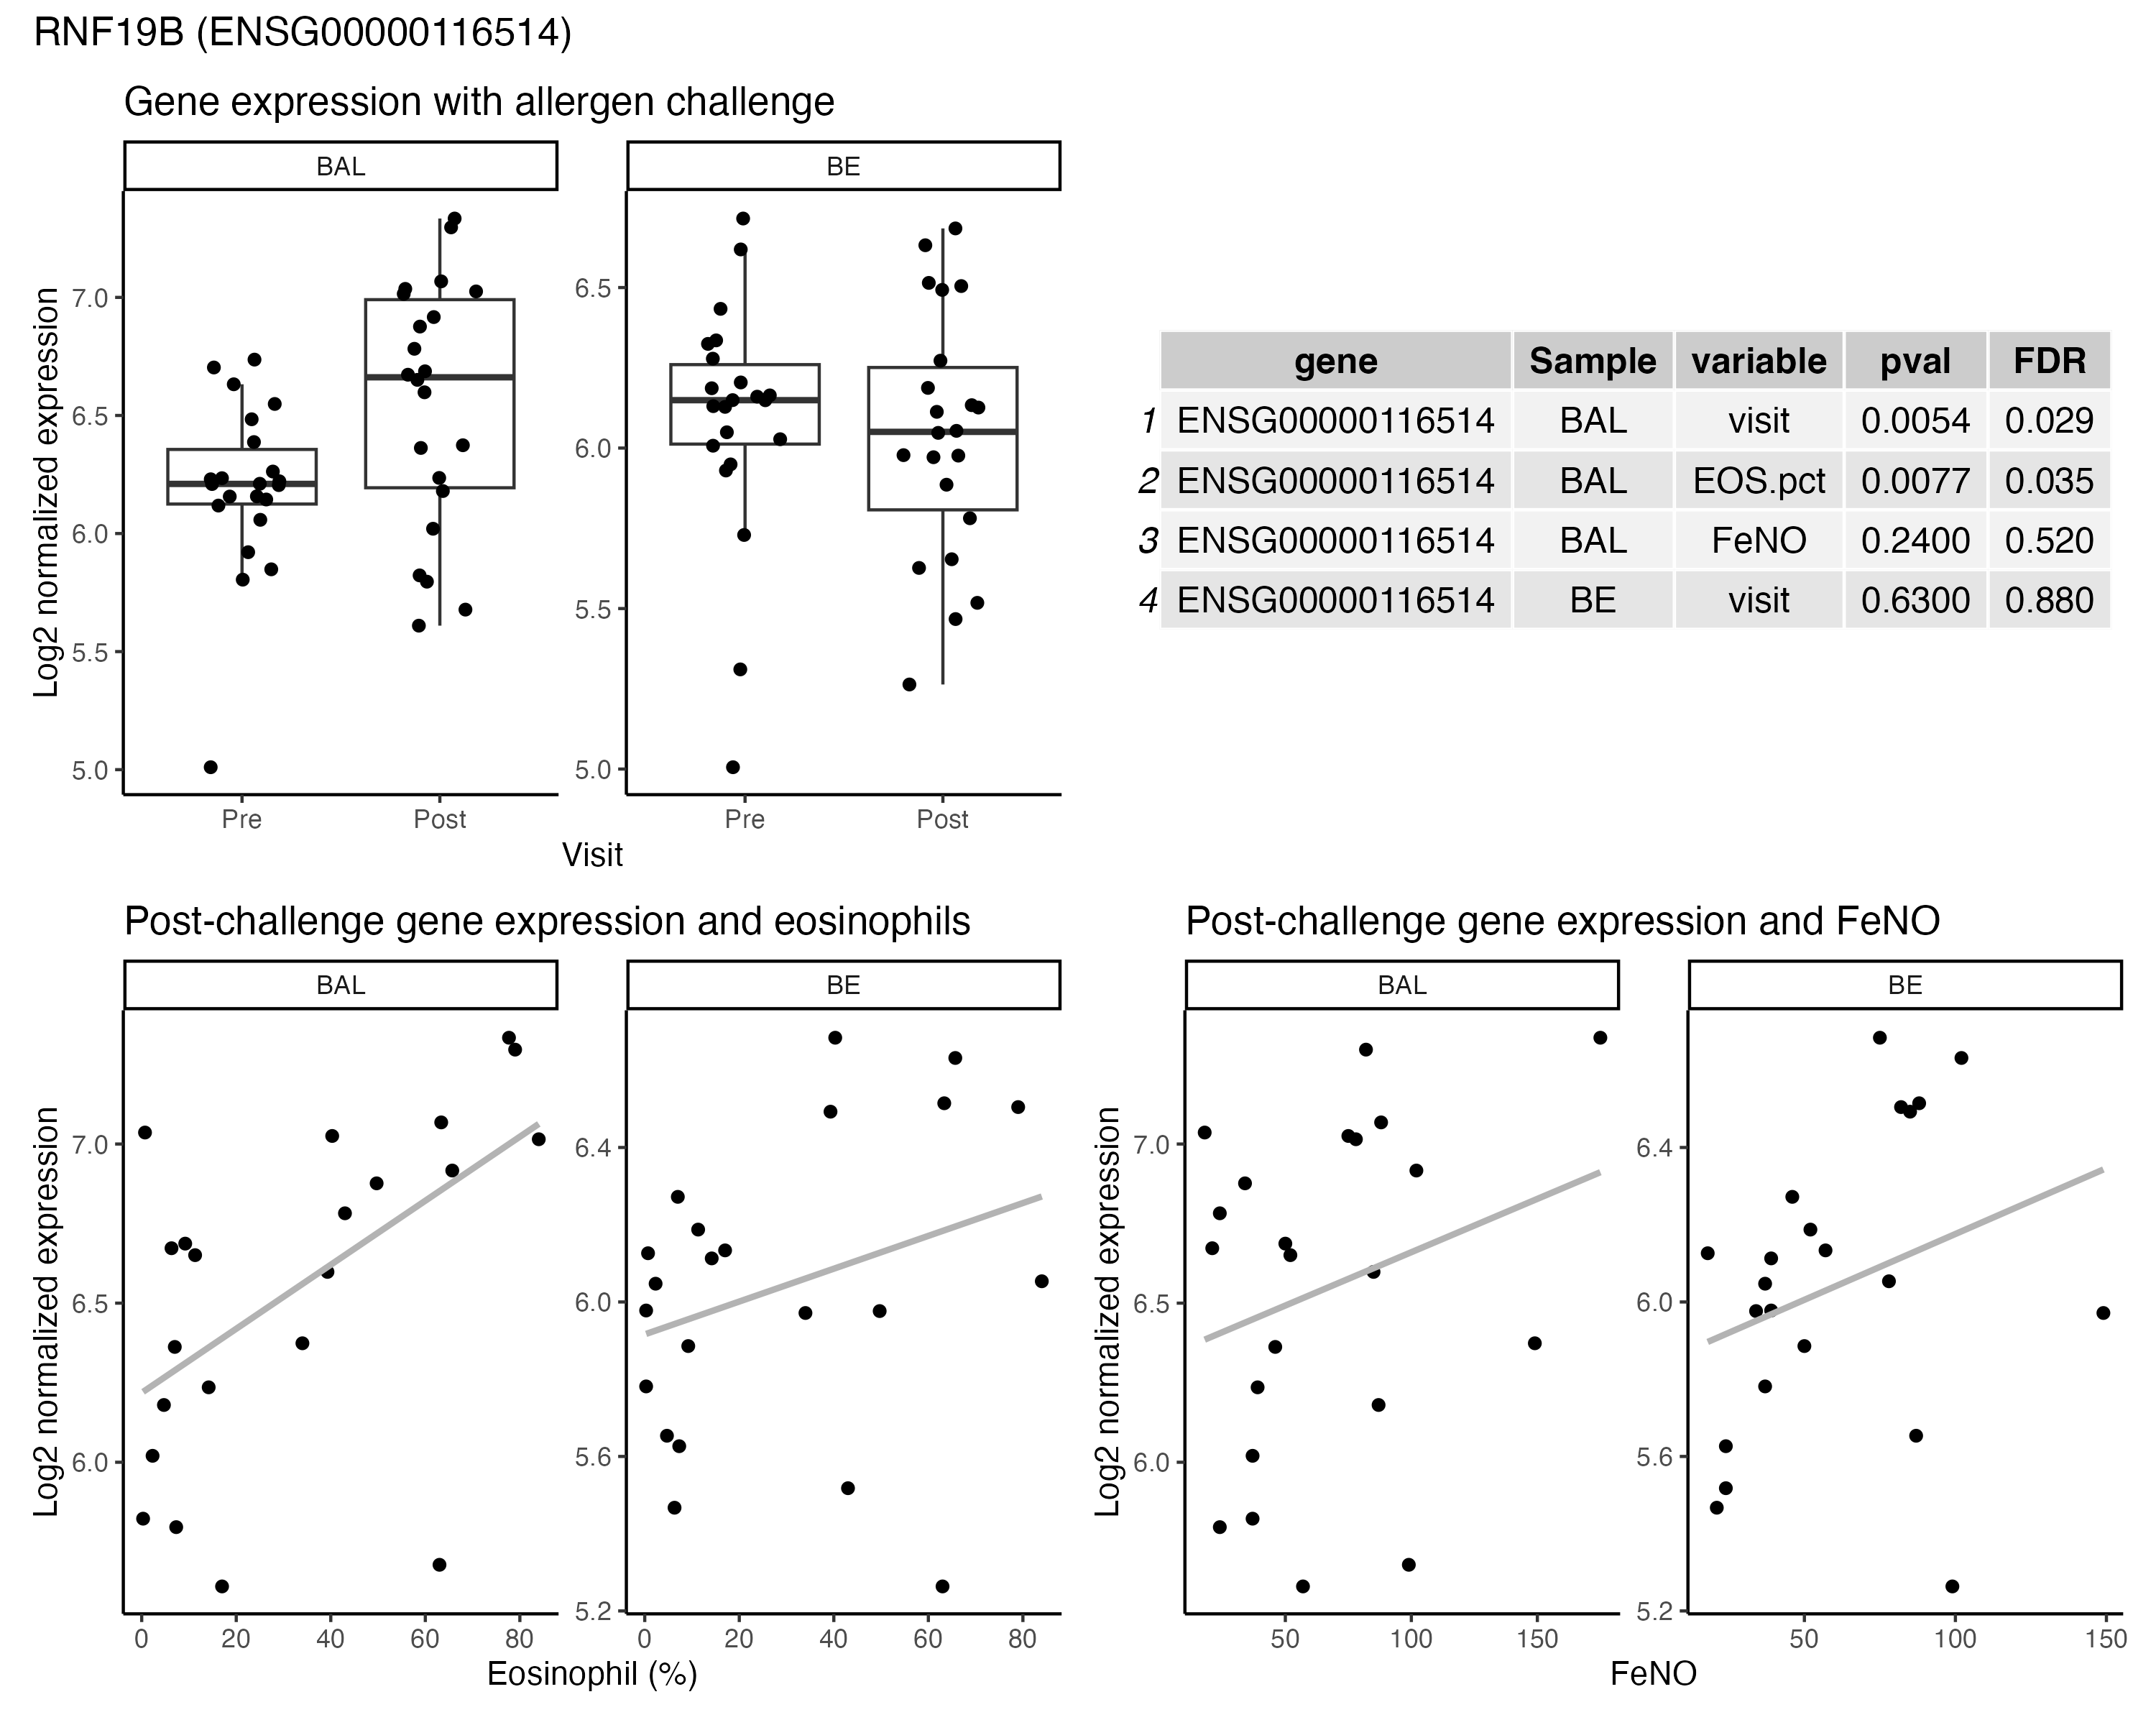 RNF19B (ENSG00000116514)
Gene expression with allergen challenge
BAL
BE
Log2 normalized expression
7.0
6.5
6.0
5.5
5.0
6.5
6.0
5.5
5.0
Pre
Post
Pre
Post
Visit
gene Sample variable pval FDR
1 ENSG00000116514 BAL visit 0.0054 0.029
2 ENSG00000116514 BAL EOS.pct 0.0077 0.035
3 ENSG00000116514 BAL FeNO 0.2400 0.520
4 ENSG00000116514 BE visit 0.6300 0.880
Post-challenge gene expression and eosinophils
BAL
BE
Log2 normalized expression
7.0
6.5
6.0
6.4
6.0
5.6
5.2
0 20 40 60 80
0 20 40 60 80
Eosinophil (%)
Post-challenge gene expression and FeNO
BAL
BE
Log2 normalized expression
7.0
6.5
6.0
6.4
6.0
5.6
5.2
50 100 150
50 100 150
FeNO